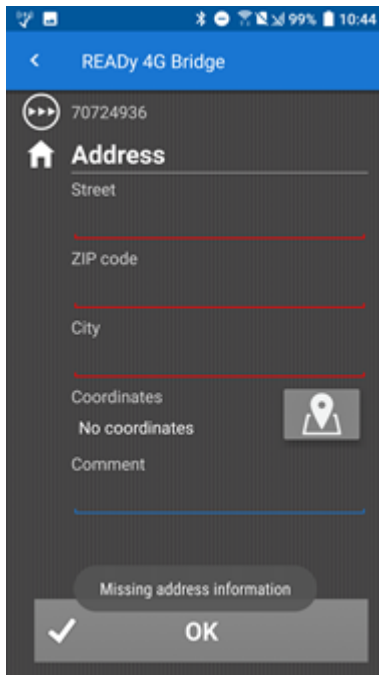 99% 10:44
READy 4G Bridge
70724936
Address
Street
ZIP code
City
Coordinates
No coordinates
Comment
Missing address information
OK